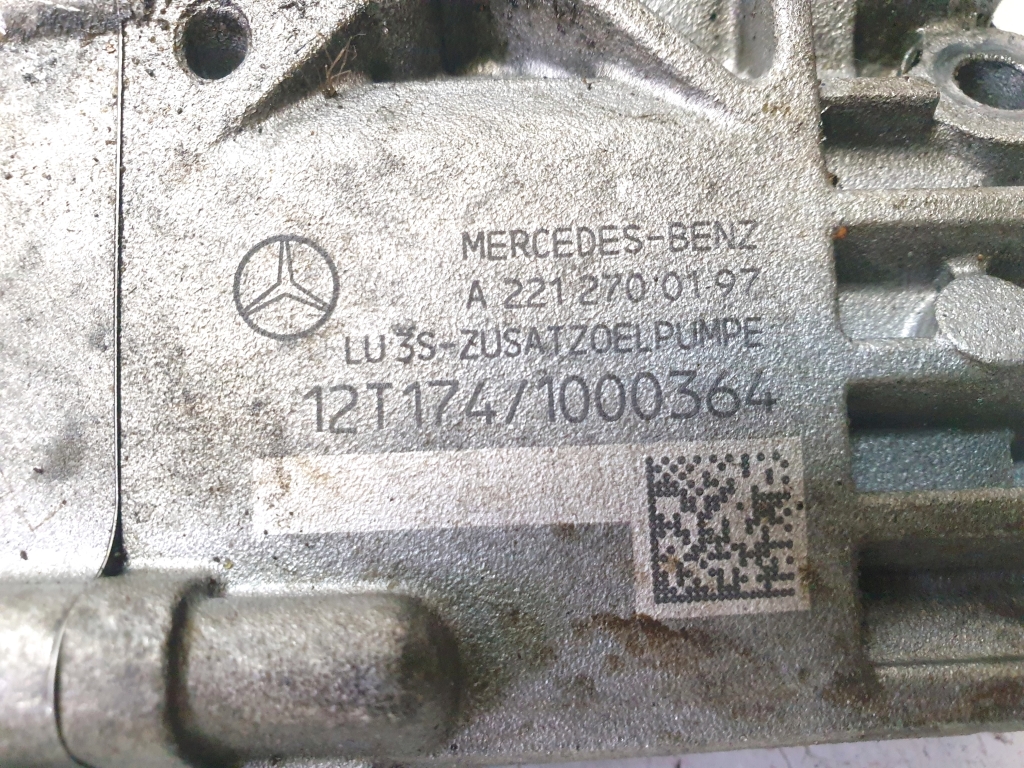 MERCEDES-BENZ
A 221 270 01 97
LU 3S-ZUSATZOELPUMPE
12T174/1000364